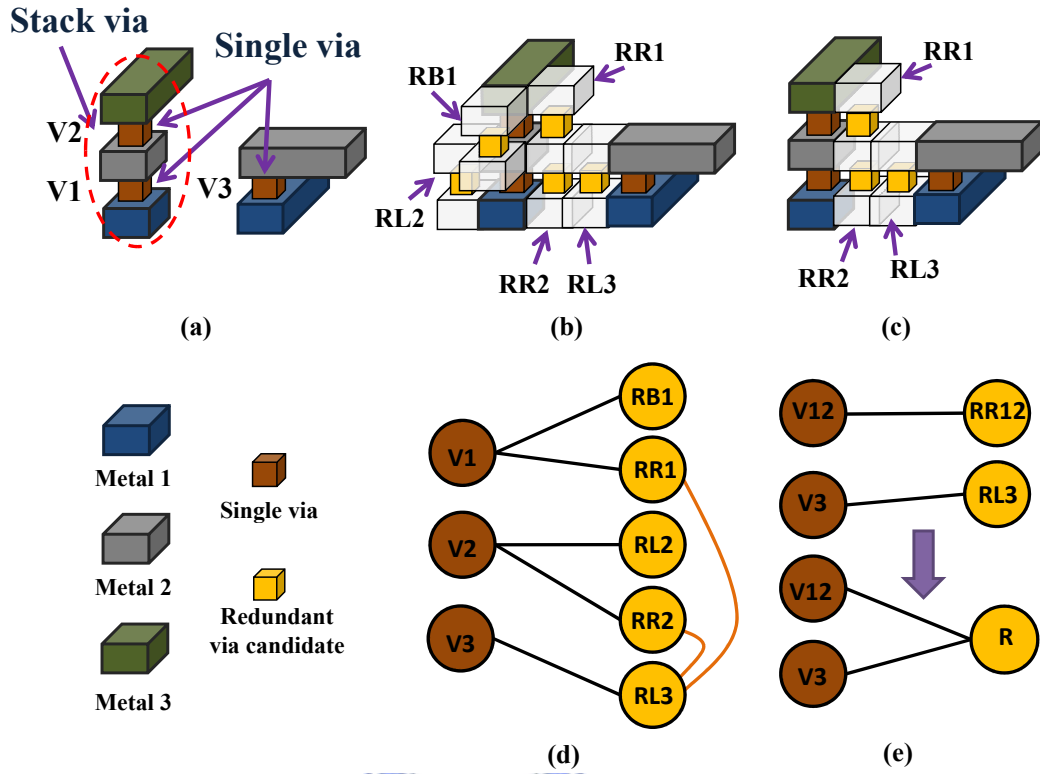 Stack via
Single via
V2
V1
V3
(a)
RB1
RR1
RL2
RR2
RL3
(b)
RR1
RR2
RL3
(c)
Metal 1
Metal 2
Metal 3
Single via
Redundant
via candidate
V1
V2
V3
RB1
RR1
RL2
RR2
RL3
(d)
V12
RR12
V3
RL3
V12
V3
R
(e)